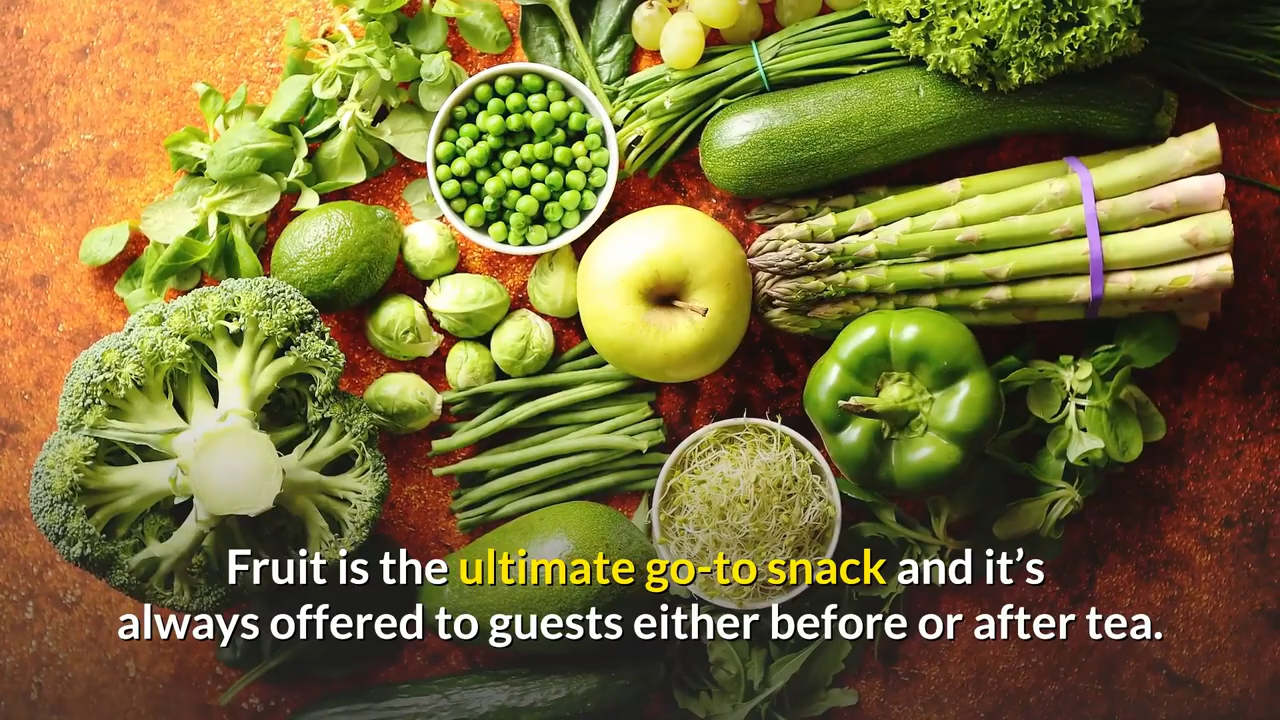 Fruit is the ultimate go-to snack and it’s
always offered to guests either before or after tea.